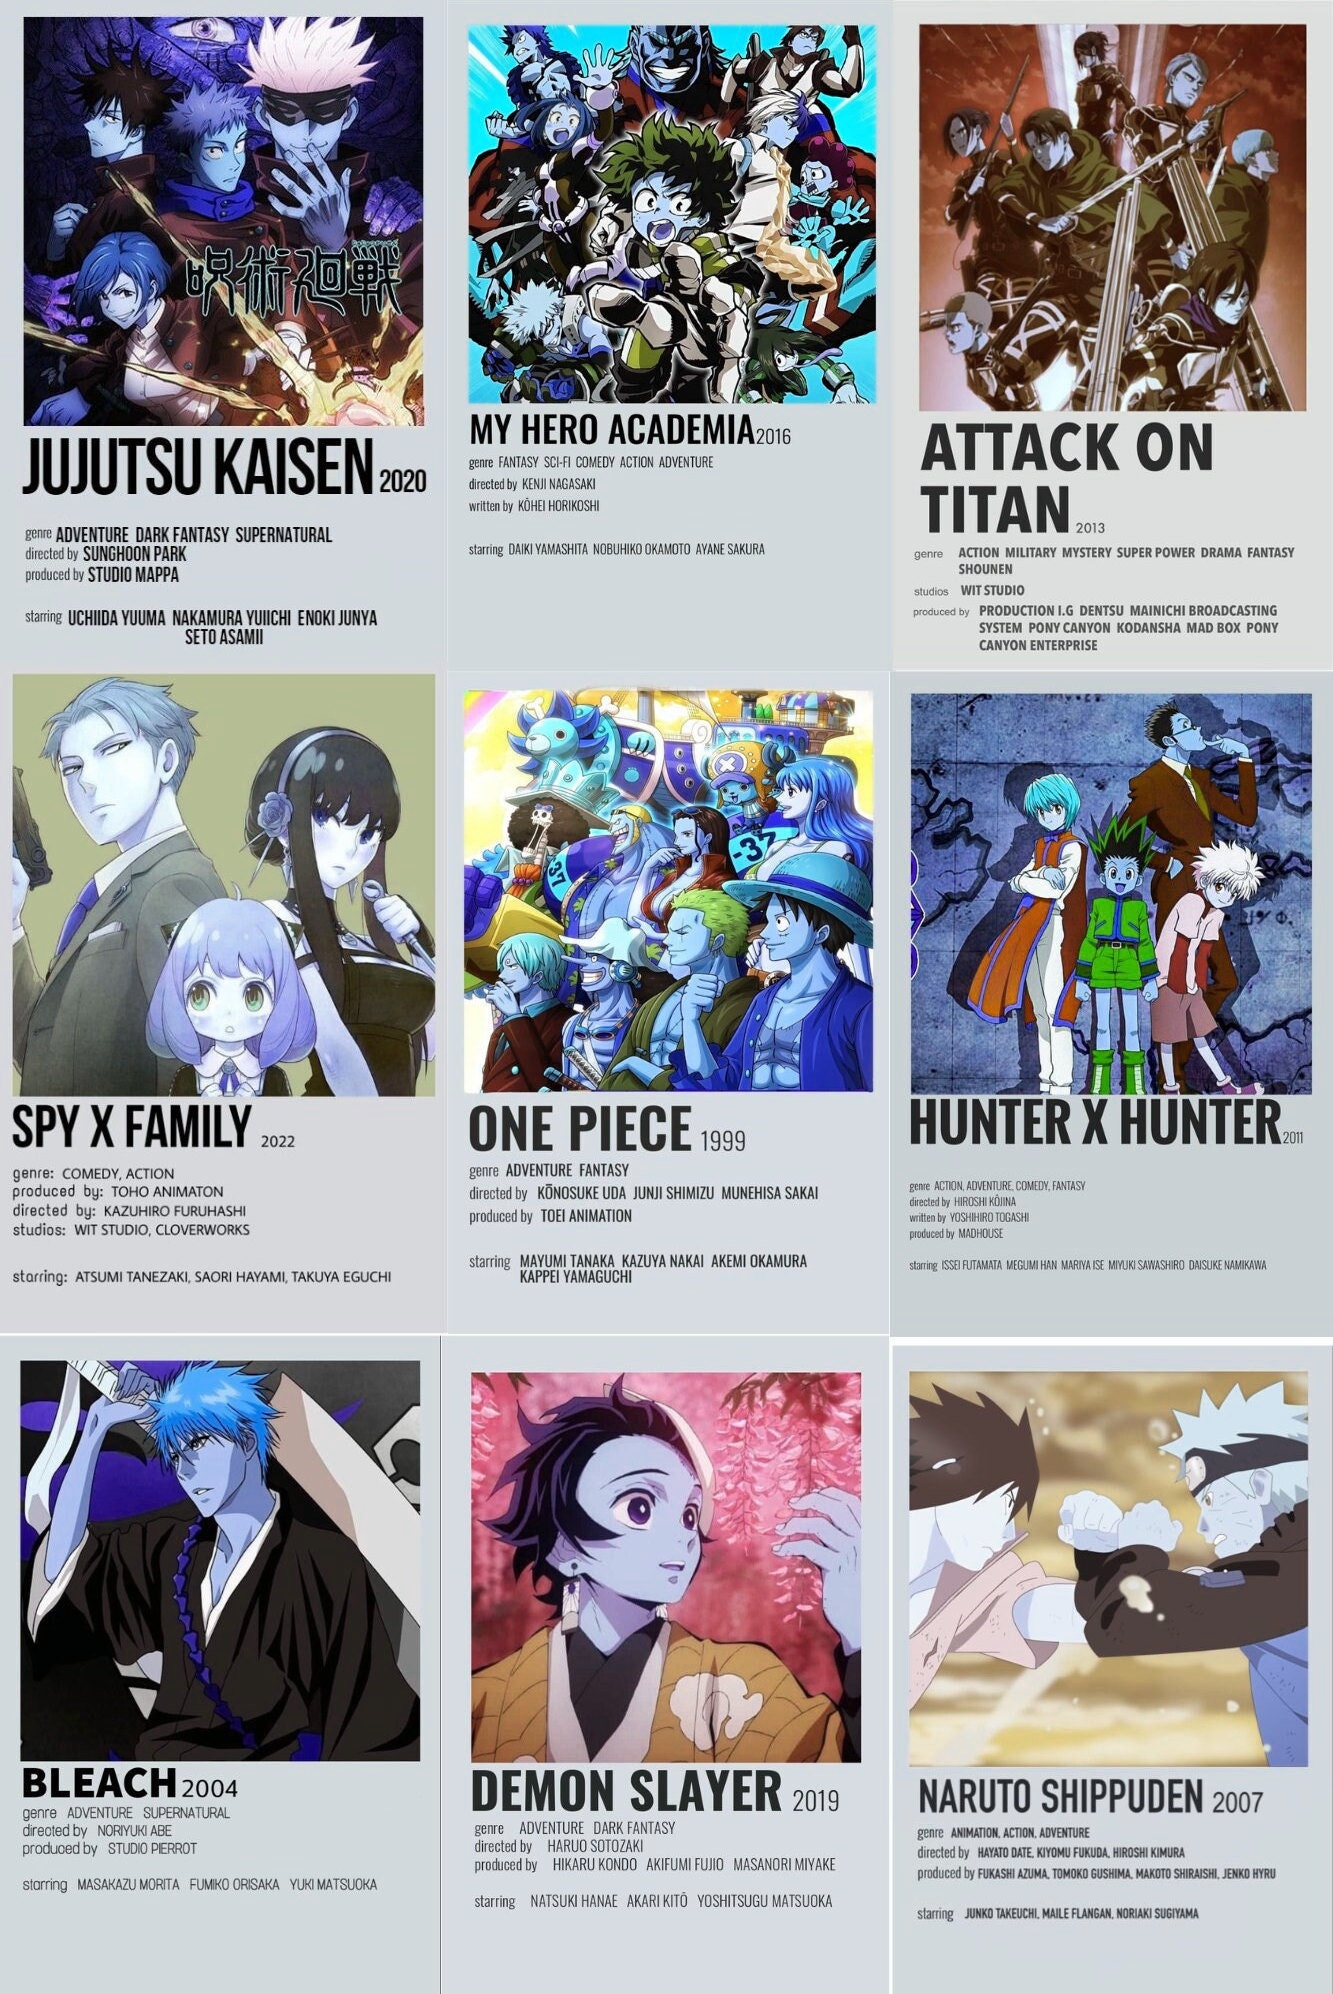 呪術廻戦
JUJUTSU KAISEN 2020
genre ADVENTURE DARK FANTASY SUPERNATURAL
directed by SUNGHOON PARK
produced by STUDIO MAPPA
starring UCHIIDA YUUMA NAKAMURA YUIICHI ENOKI JUNYA
SETO ASAMII
MY HERO ACADEMIA 2016
genre FANTASY SCI-FI COMEDY ACTION ADVENTURE
directed by KENJI NAGASAKI
written by KŌHEI HORIKOSHI
starring DAIKI YAMASHITA NOBUHIKO OKAMOTO AYANE SAKURA
ATTACK ON
TITAN 2013
genre ACTION MILITARY MYSTERY SUPER POWER DRAMA FANTASY
SHOUNEN
studios WIT STUDIO
produced by PRODUCTION I.G DENTSU MAINICHI BROADCASTING
SYSTEM PONY CANYON KODANSHA MAD BOX PONY
CANYON ENTERPRISE
SPY X FAMILY 2022
genre: COMEDY, ACTION
produced by: TOHO ANIMATON
directed by: KAZUHIRO FURUHASHI
studios: WIT STUDIO, CLOVERWORKS
starring: ATSUMI TANEZAKI, SAORI HAYAMI, TAKUYA EGUCHI
37
-37
ONE PIECE 1999
genre ADVENTURE FANTASY
directed by KŌNOSUKE UDA JUNJI SHIMIZU MUNEHISA SAKAI
produced by TOEI ANIMATION
starring MAYUMI TANAKA KAZUYA NAKAI AKEMI OKAMURA
KAPPEI YAMAGUCHI
HUNTER X HUNTER 2011
genre ACTION, ADVENTURE, COMEDY, FANTASY
directed by HIROSHI KŌJINA
written by YOSHIHIRO TOGASHI
produced by MADHOUSE
starring ISSEI FUTAMATA MEGUMI HAN MARIYA ISE MIYUKI SAWASHIRO DAISUKE NAMIKAWA
BLEACH 2004
genre ADVENTURE SUPERNATURAL
directed by NORIYUKI ABE
produced by STUDIO PIERROT
starring MASAKAZU MORITA FUMIKO ORISAKA YUKI MATSUOKA
DEMON SLAYER 2019
genre ADVENTURE DARK FANTASY
directed by HARUO SOTOZAKI
produced by HIKARU KONDO AKIFUMI FUJIO MASANORI MIYAKE
starring NATSUKI HANAE AKARI KITŌ YOSHITSUGU MATSUOKA
NARUTO SHIPPUDEN 2007
genre ANIMATION, ACTION, ADVENTURE
directed by HAYATO DATE, KIYOMU FUKUDA, HIROSHI KIMURA
produced by FUKASHI AZUMA, TOMOKO GUSHIMA, MAKOTO SHIRAISHI, JENKO HYRU
starring JUNKO TAKEUCHI, MAILE FLANGAN, NORIAKI SUGIYAMA